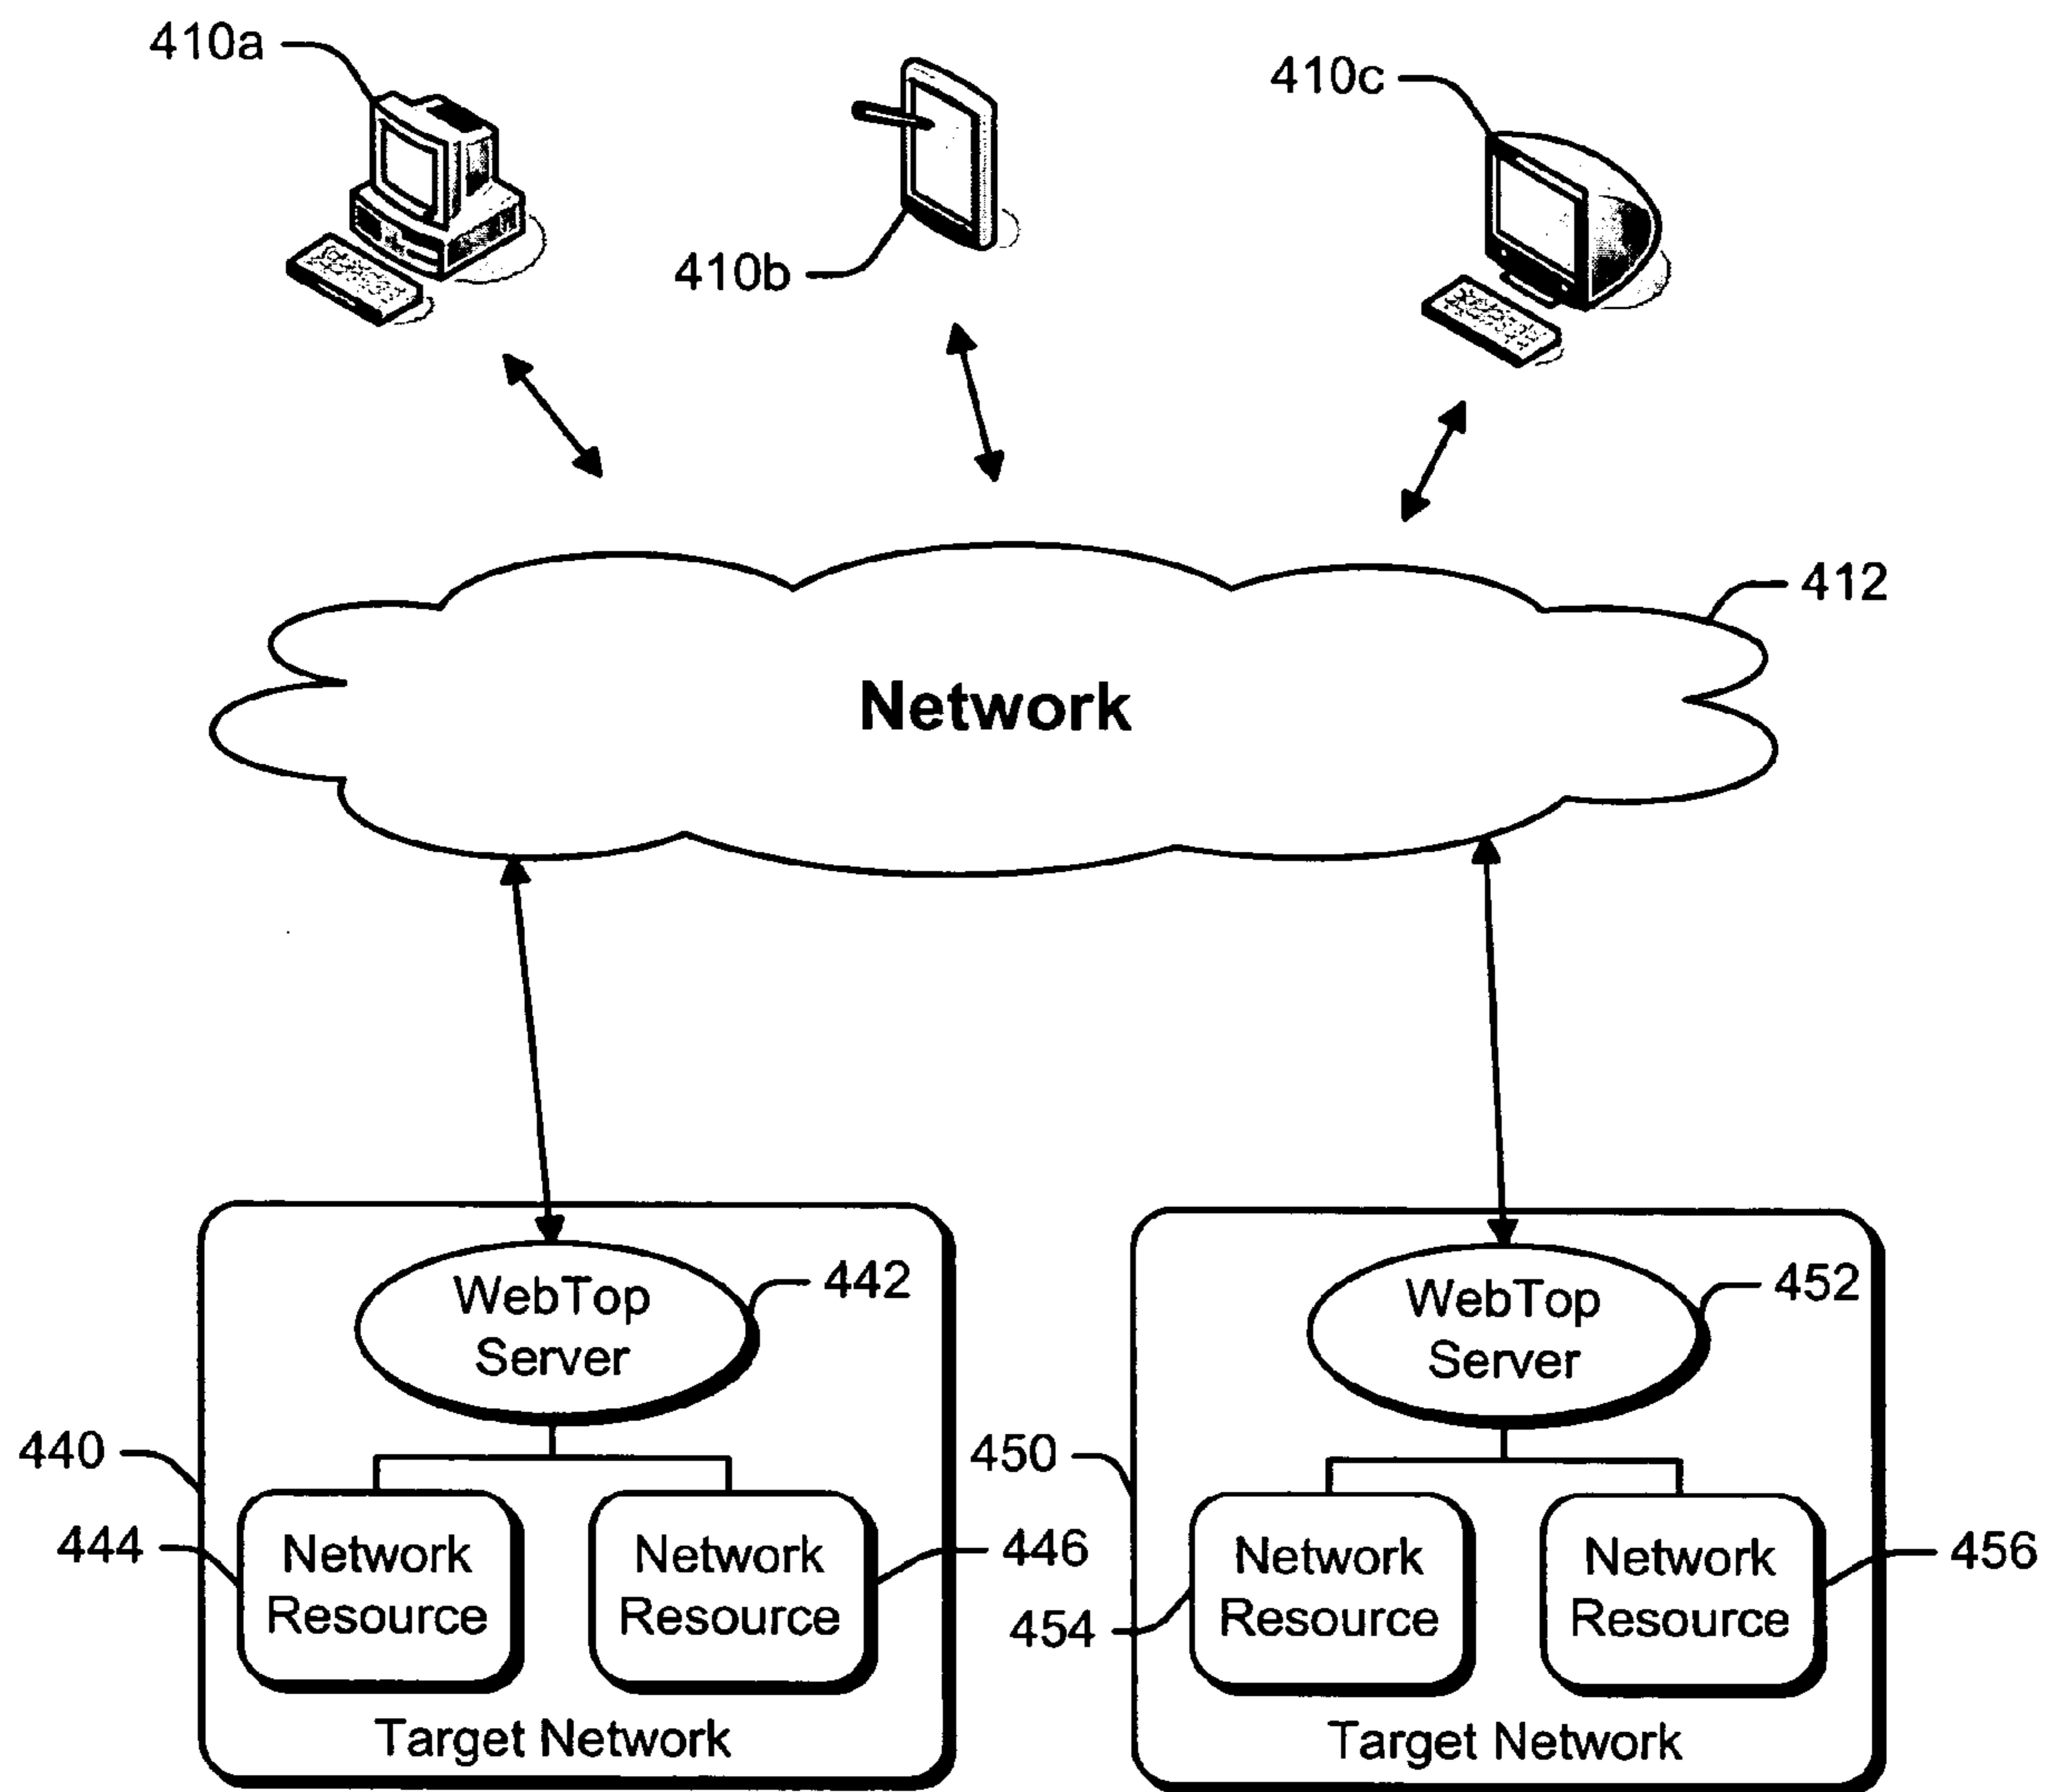 410a
410b
410c
412
Network
WebTop
Server
442
440
444
Network
Resource
Network
Resource
446
Target Network
WebTop
Server
452
450
454
Network
Resource
Network
Resource
456
Target Network